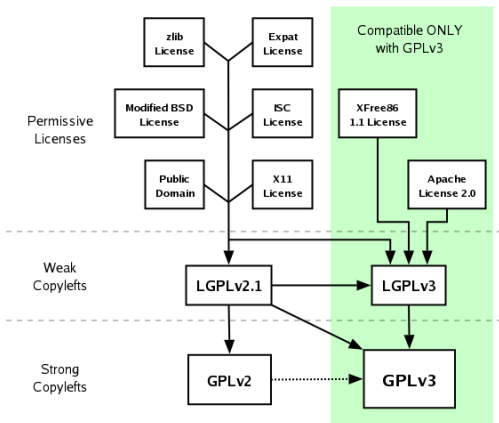 zlib
License
Expat
License
Compatible ONLY
with GPLv3
Permissive
Licenses
Modified BSD
License
ISC
License
XFree86
1.1 License
Public
Domain
X11
License
Apache
License 2.0
Weak
Copylefts
LGPLv2.1
LGPLv3
Strong
Copylefts
GPLv2
GPLv3